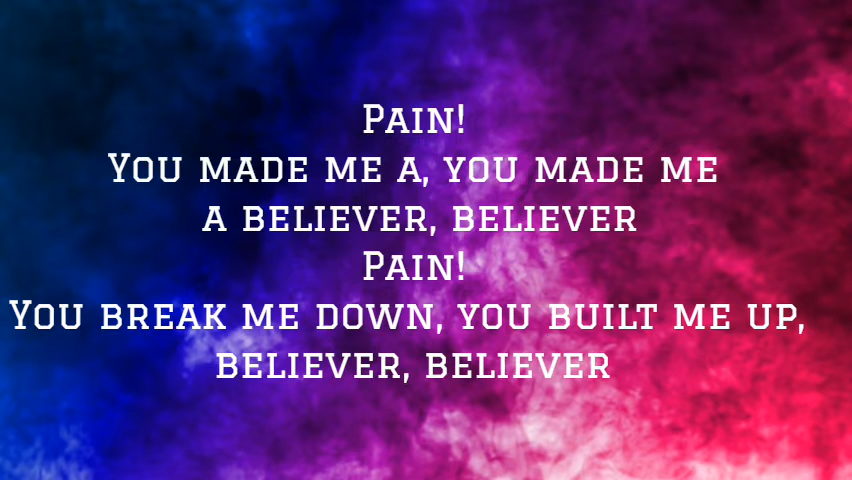 Pain!
You made me a, you made me
a believer, believer
Pain!
You break me down, you built me up,
believer, believer